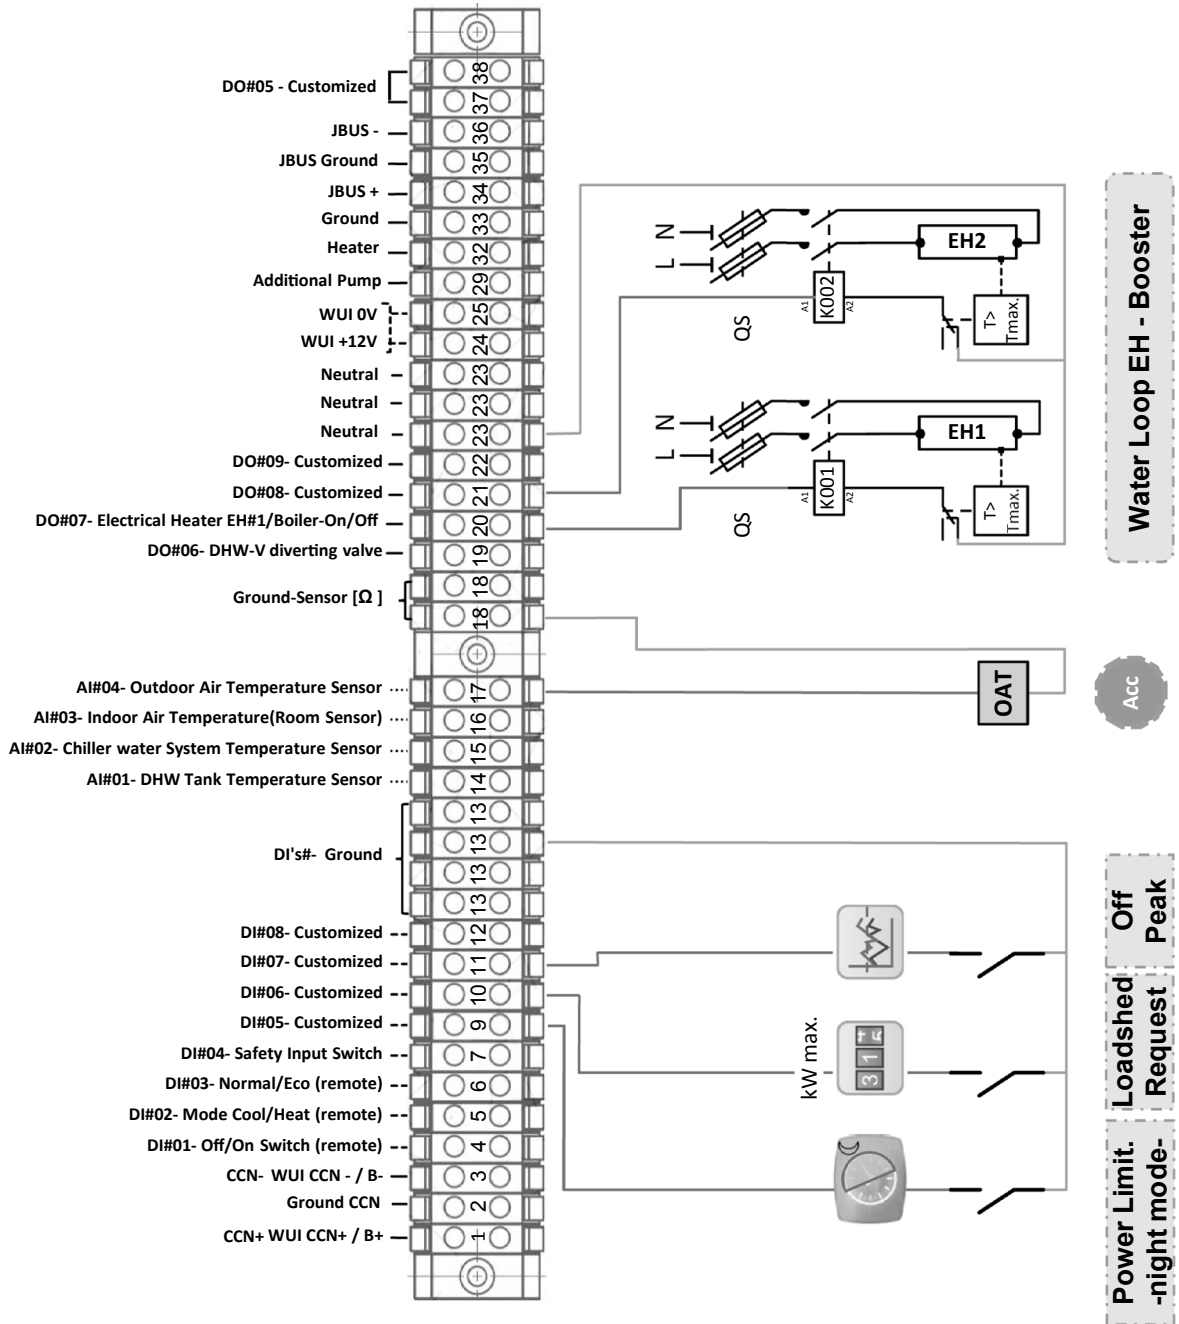 DO#05 - Customized
38
37
JBUS -
36
JBUS Ground
35
JBUS +
34
Ground
33
Heater
32
Additional Pump
29
WUI 0V
25
WUI +12V
24
Neutral
23
Neutral
23
Neutral
23
DO#09- Customized
22
DO#08- Customized
21
DO#07- Electrical Heater EH#1/Boiler-On/Off
20
DO#06- DHW-V diverting valve
19
Ground-Sensor [Ω ]
18
18
AI#04- Outdoor Air Temperature Sensor
17
AI#03- Indoor Air Temperature(Room Sensor)
16
AI#02- Chiller water System Temperature Sensor
15
AI#01- DHW Tank Temperature Sensor
14
DI's#- Ground
13
13
13
13
DI#08- Customized
12
DI#07- Customized
11
DI#06- Customized
10
DI#05- Customized
9
DI#04- Safety Input Switch
7
DI#03- Normal/Eco (remote)
6
DI#02- Mode Cool/Heat (remote)
5
DI#01- Off/On Switch (remote)
4
CCN- WUI CCN - / B-
3
Ground CCN
2
CCN+ WUI CCN+ / B+
1
N
L
QS
A1
K002
A2
EH2
T>
Tmax.
N
L
QS
A1
K001
A2
EH1
T>
Tmax.
Water Loop EH - Booster
OAT
Acc
Off
Peak
kW max.
3 1
Loadshed
Request
Power Limit.
-night mode-